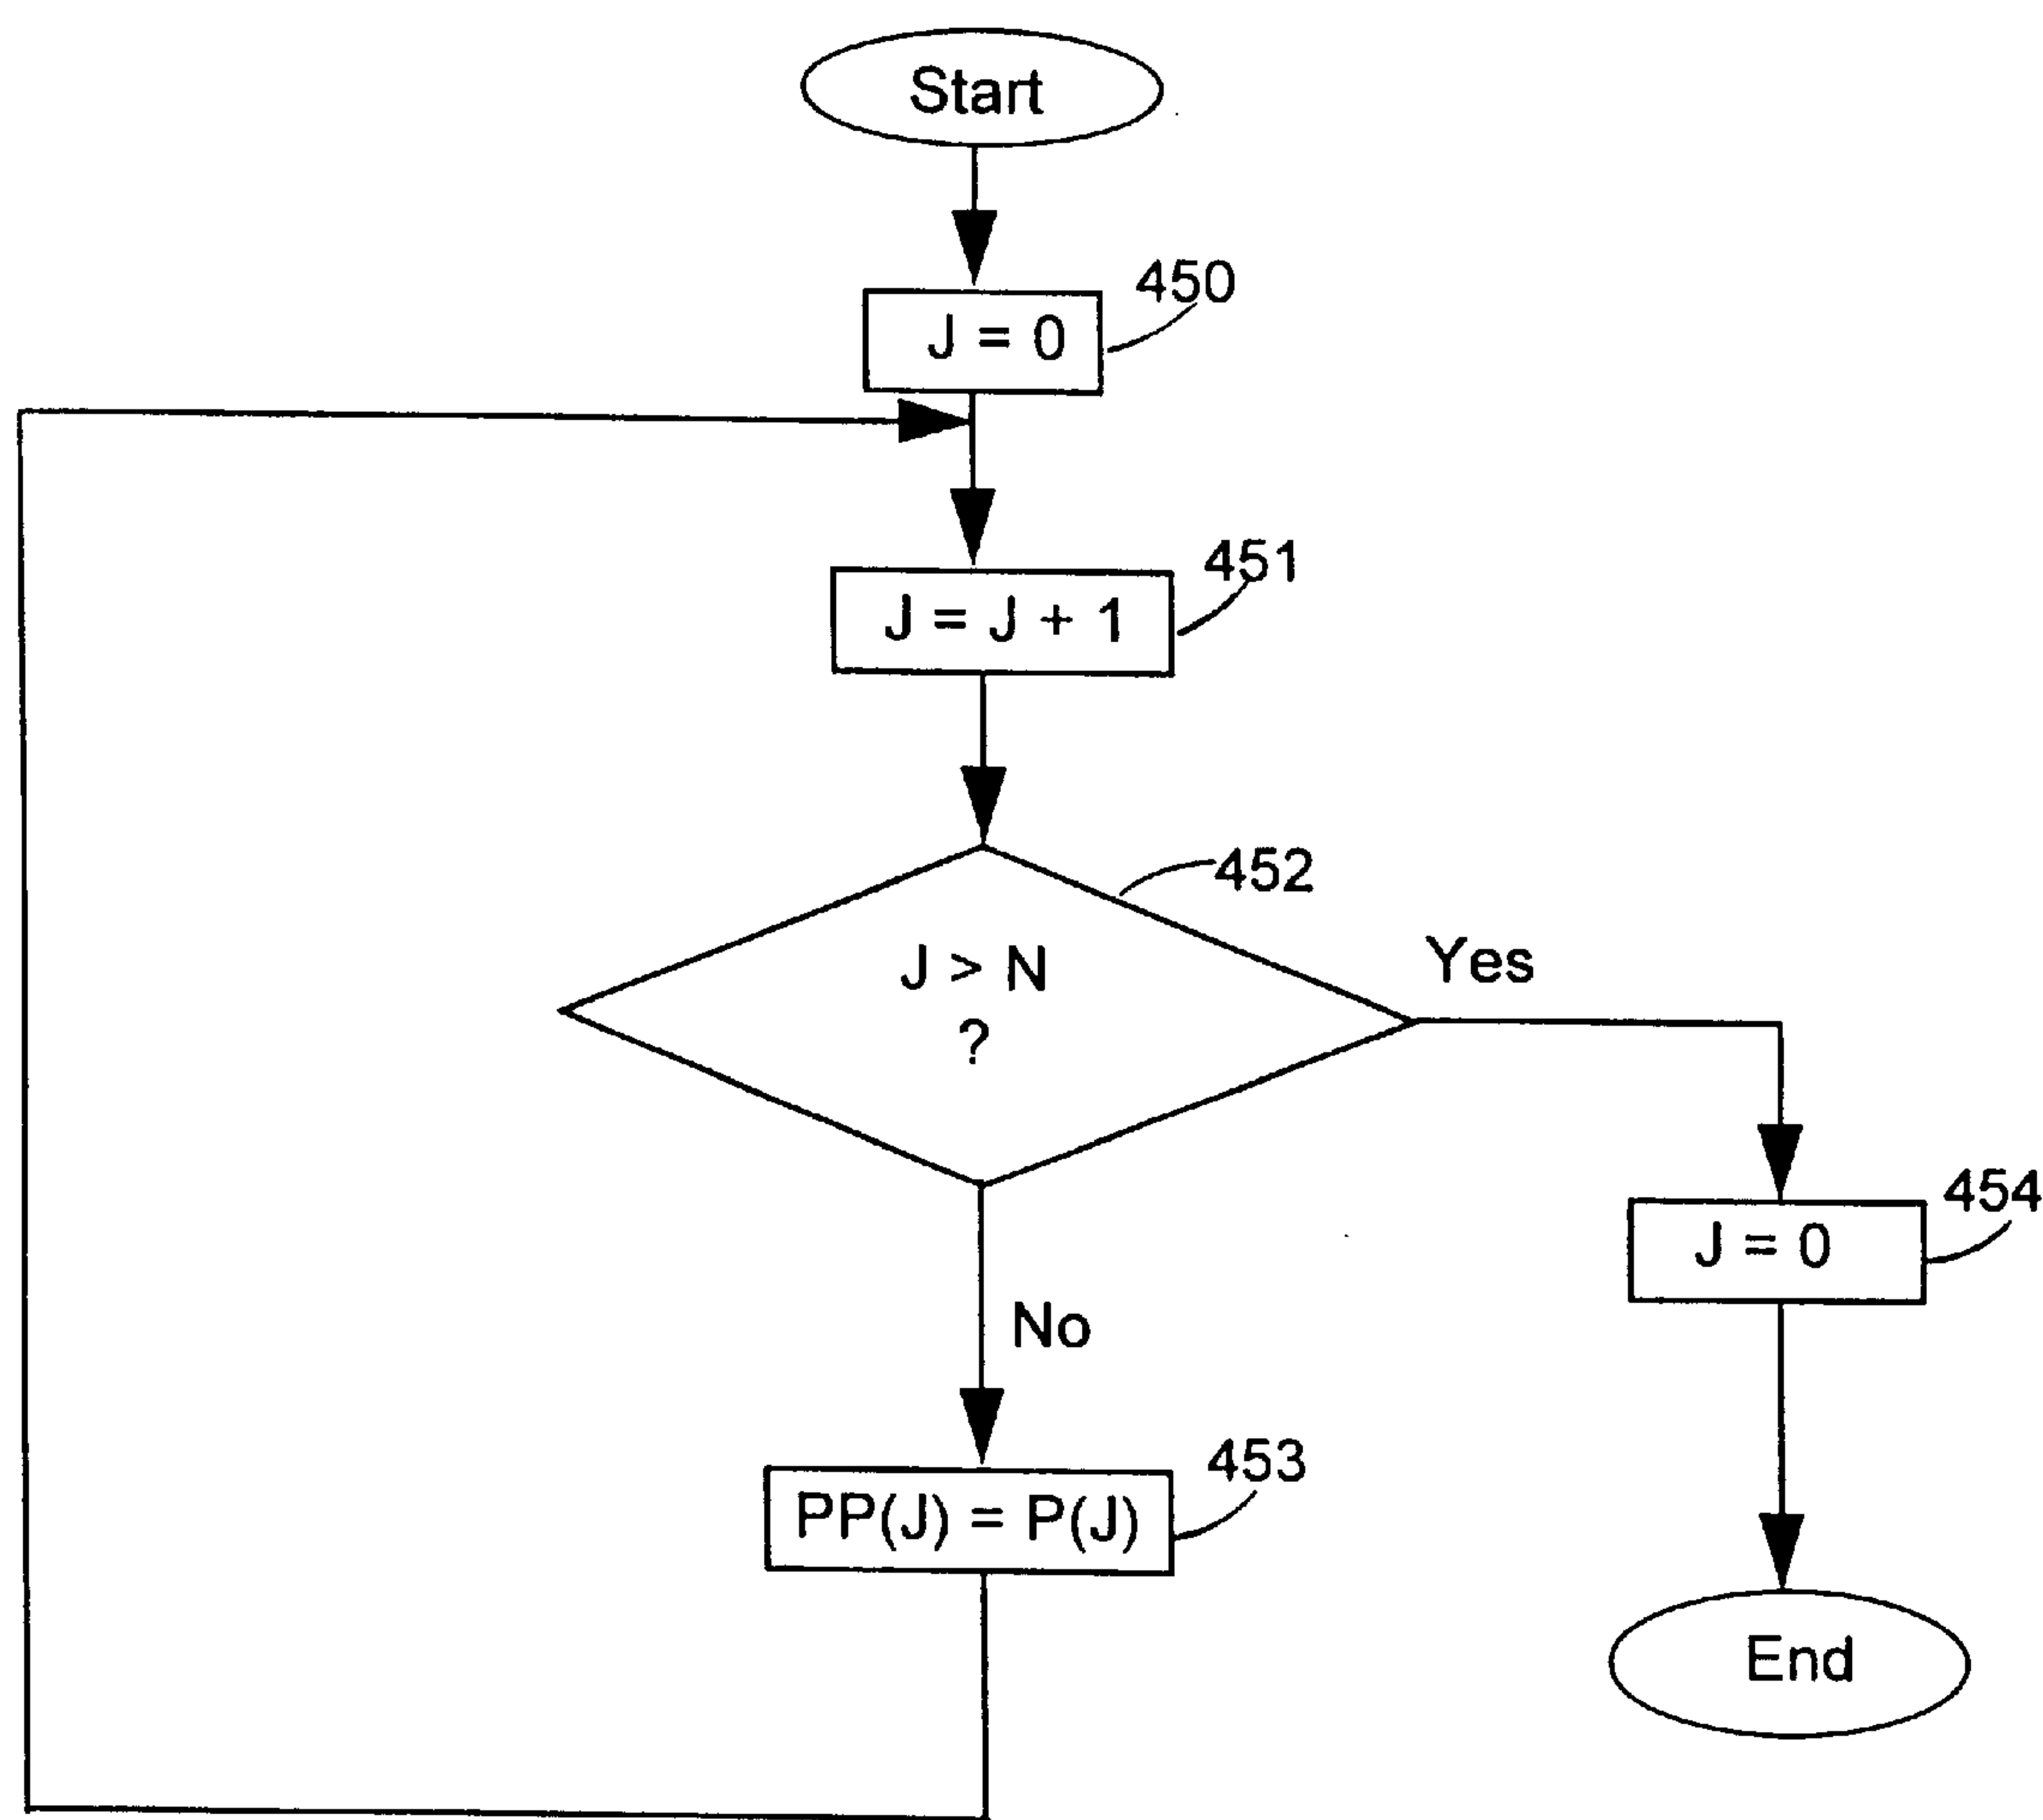 Start
450
J = 0
451
J = J + 1
452
J > N
?
Yes
454
J = 0
No
453
PP(J) = P(J)
End